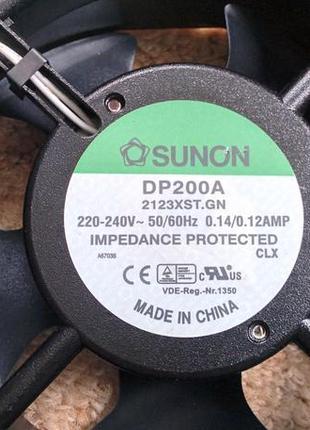 SUNON
DP200A
2123XST.GN
220-240V~ 50/60Hz 0.14/0.12AMP
IMPEDANCE PROTECTED
CLX
A67036
VDE-Reg.-Nr.1350
MADE IN CHINA